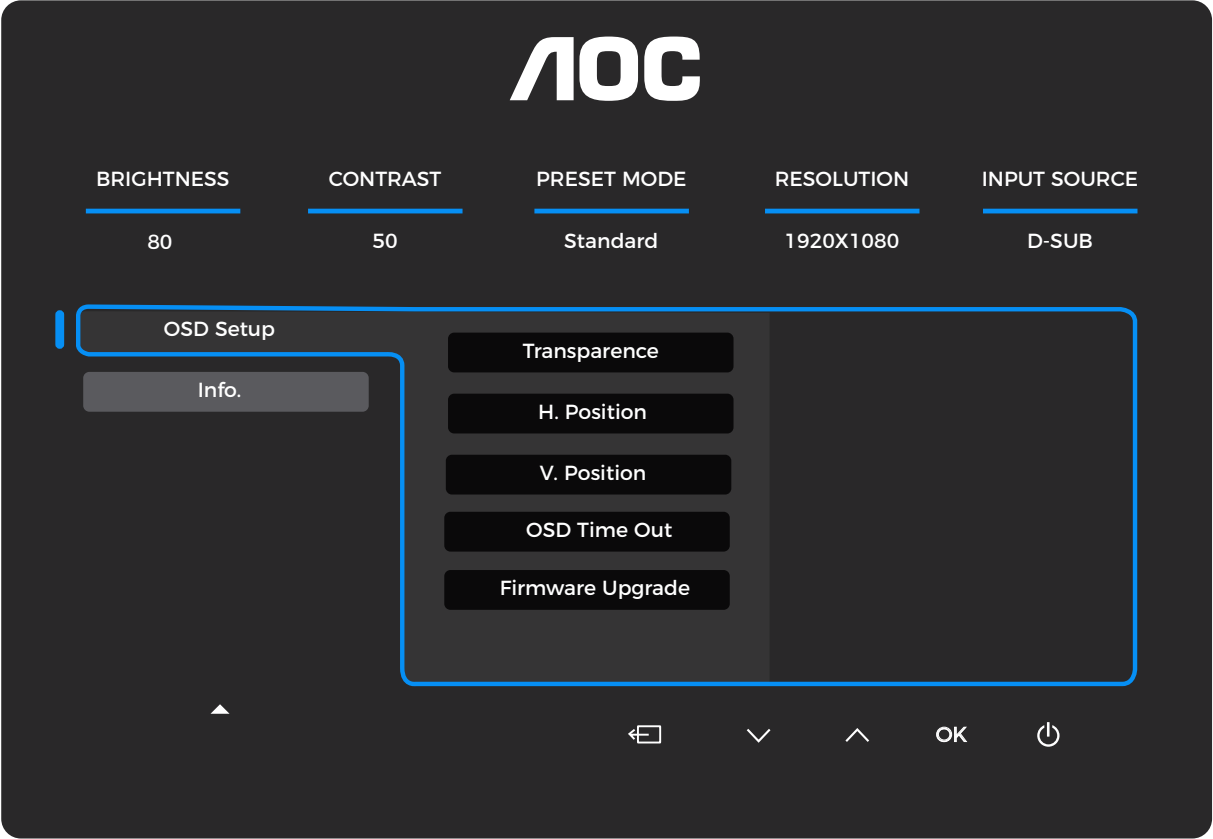 AOC
BRIGHTNESS CONTRAST PRESET MODE RESOLUTION INPUT SOURCE
80 50 Standard 1920X1080 D-SUB
OSD Setup
Info.
Transparence
H. Position
V. Position
OSD Time Out
Firmware Upgrade
OK